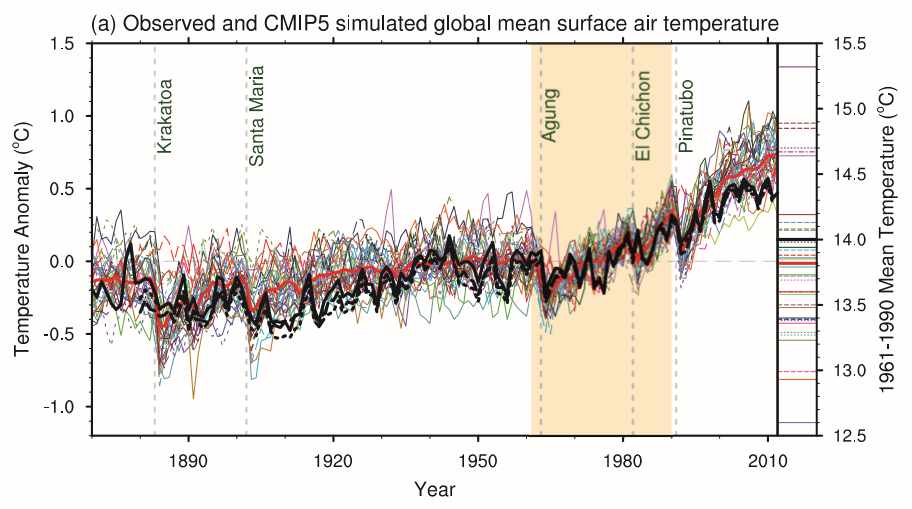 (a) Observed and CMIP5 simulated global mean surface air temperature
1.5
1.0
0.5
0.0
-0.5
-1.0
Temperature Anomaly (°C)
Krakatoa
Santa Maria
Agung
El Chichon
Pinatubo
15.5
15.0
14.5
14.0
13.5
13.0
12.5
1961-1990 Mean Temperature (°C)
1890
1920
1950
1980
2010
Year